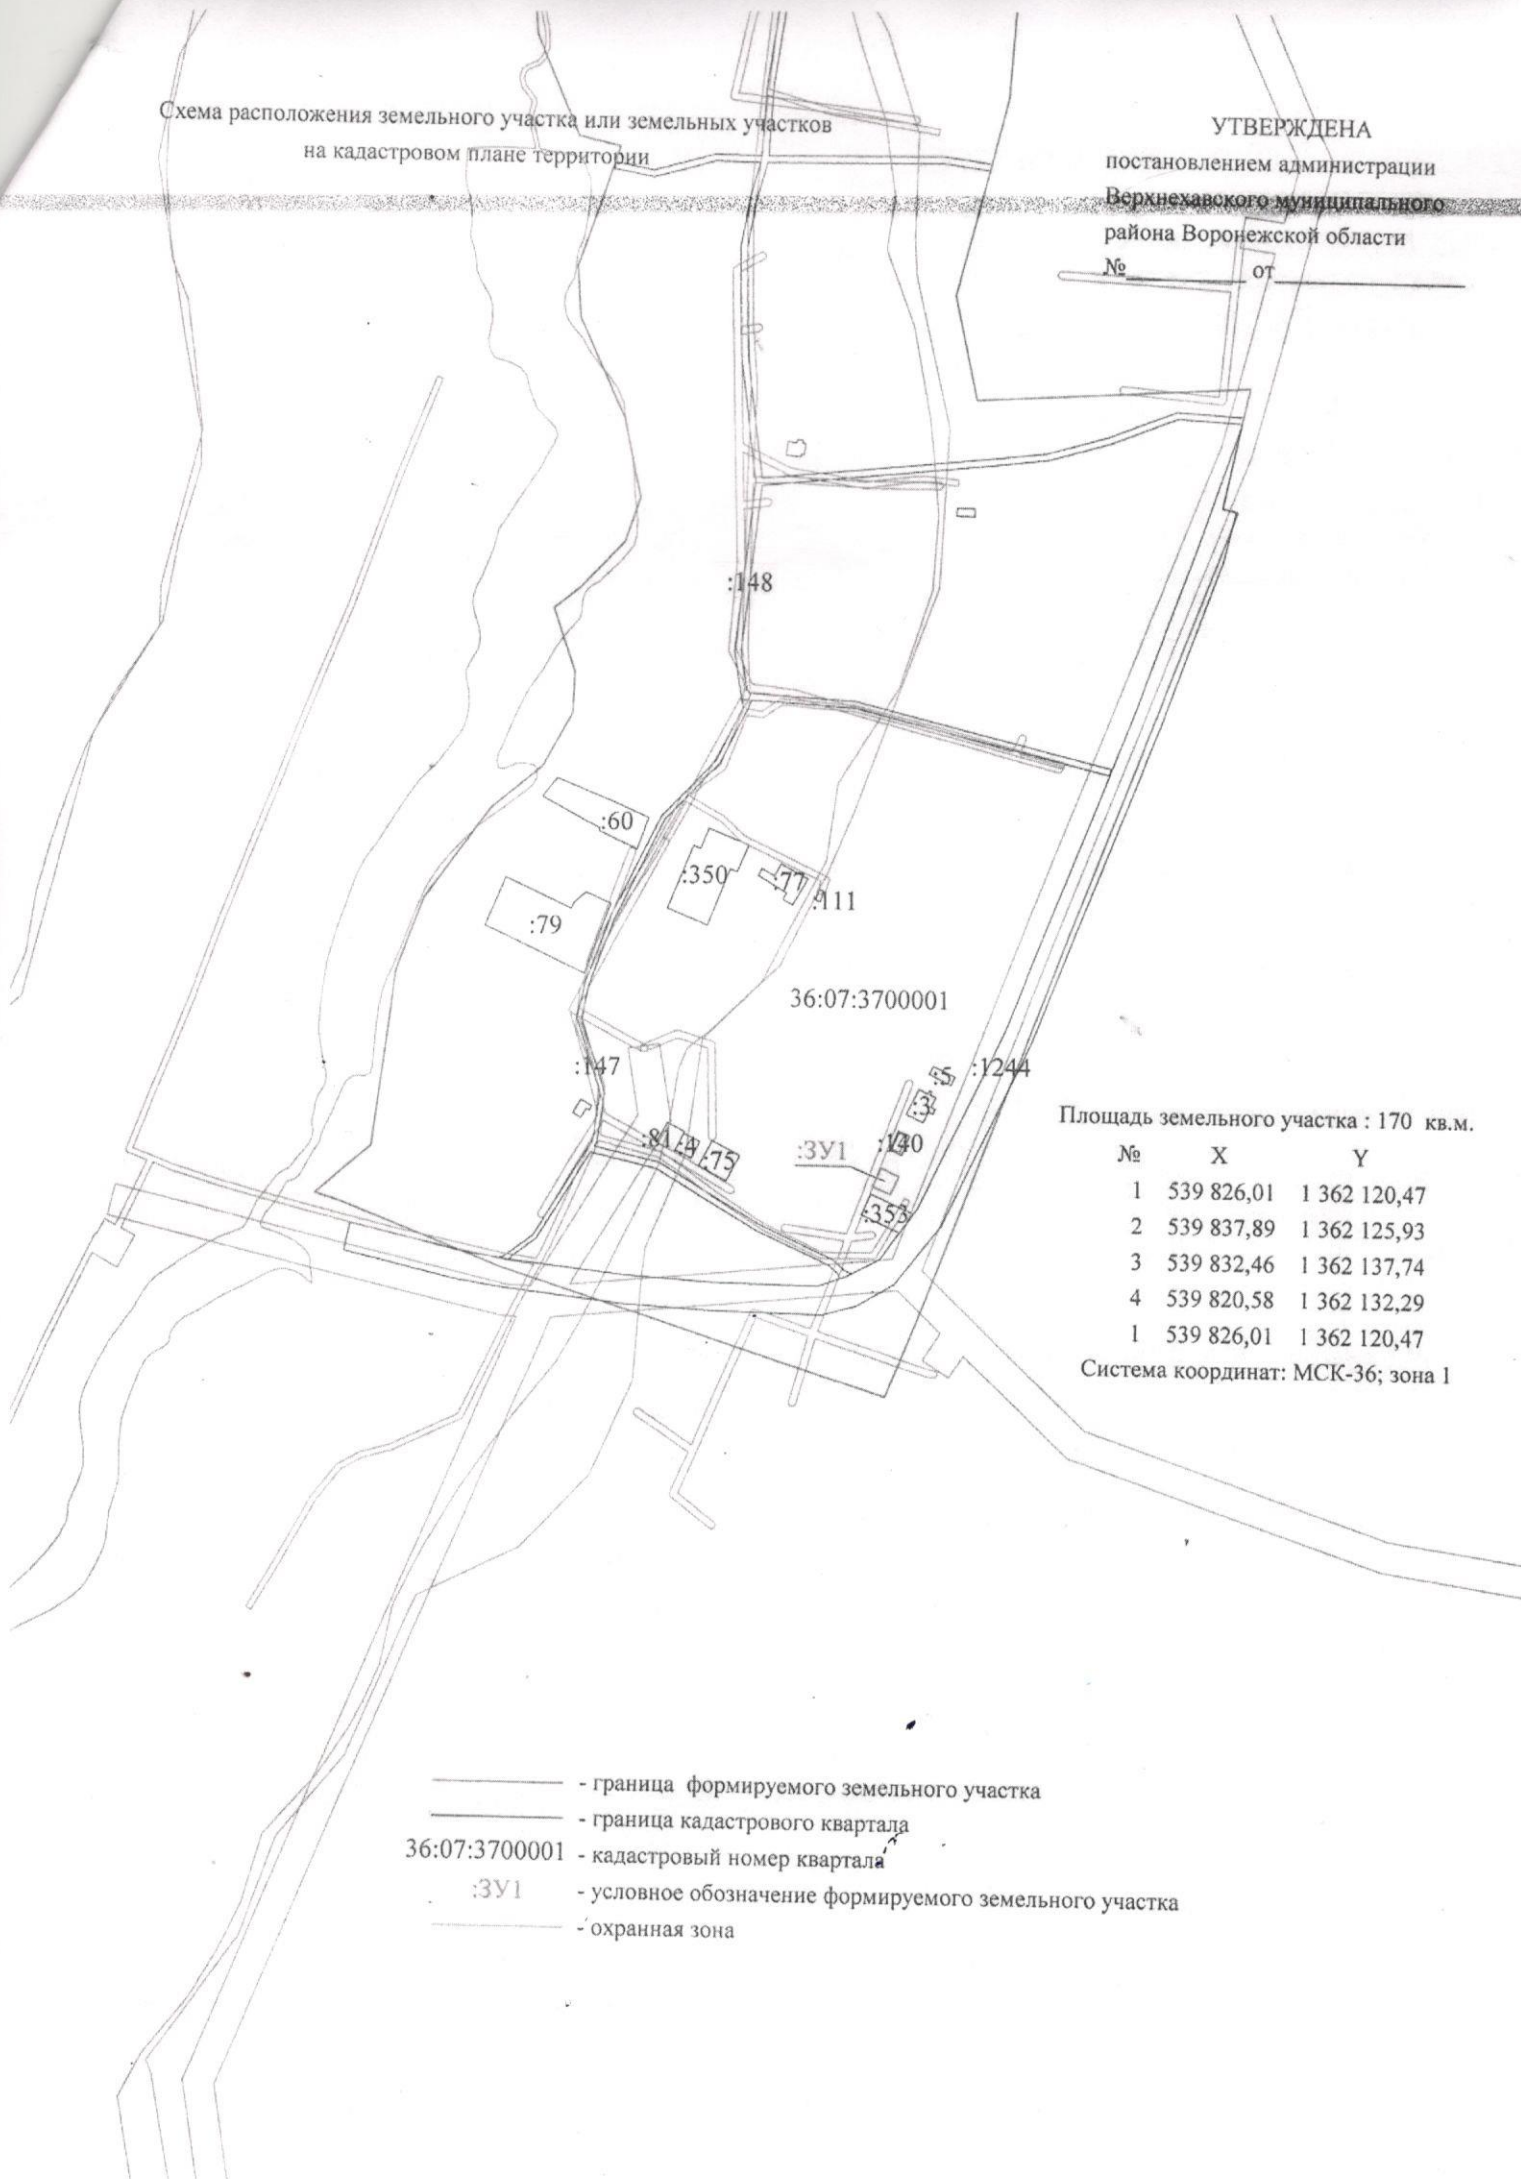 Схема расположения земельного участка или земельных участков
на кадастровом плане территории
УТВЕРЖДЕНА
постановлением администрации
Верхнехавского муниципального
района Воронежской области
№__________ от________________
:148
:60
:350
:77
:111
:79
36:07:3700001
:147
:5
:1244
:3
:81
:4
:75
:140
:ЗУ1
:353
Площадь земельного участка : 170 кв.м.
№ X Y
1 539 826,01 1 362 120,47
2 539 837,89 1 362 125,93
3 539 832,46 1 362 137,74
4 539 820,58 1 362 132,29
1 539 826,01 1 362 120,47
Система координат: МСК-36; зона 1
- граница формируемого земельного участка
- граница кадастрового квартала
36:07:3700001 - кадастровый номер квартала
:ЗУ1 - условное обозначение формируемого земельного участка
- охранная зона